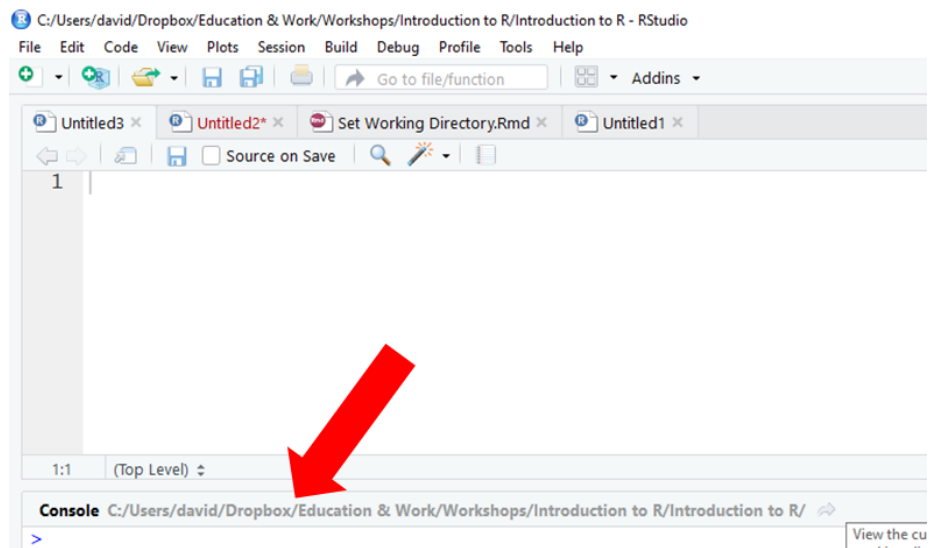 C:/Users/david/Dropbox/Education & Work/Workshops/Introduction to R/Introduction to R - RStudio
File Edit Code View Plots Session Build Debug Profile Tools Help
Go to file/function Addins
Untitled3 Untitled2* Set Working Directory.Rmd Untitled1
Source on Save
1
1:1 (Top Level)
Console C:/Users/david/Dropbox/Education & Work/Workshops/Introduction to R/Introduction to R/
>
View the cu